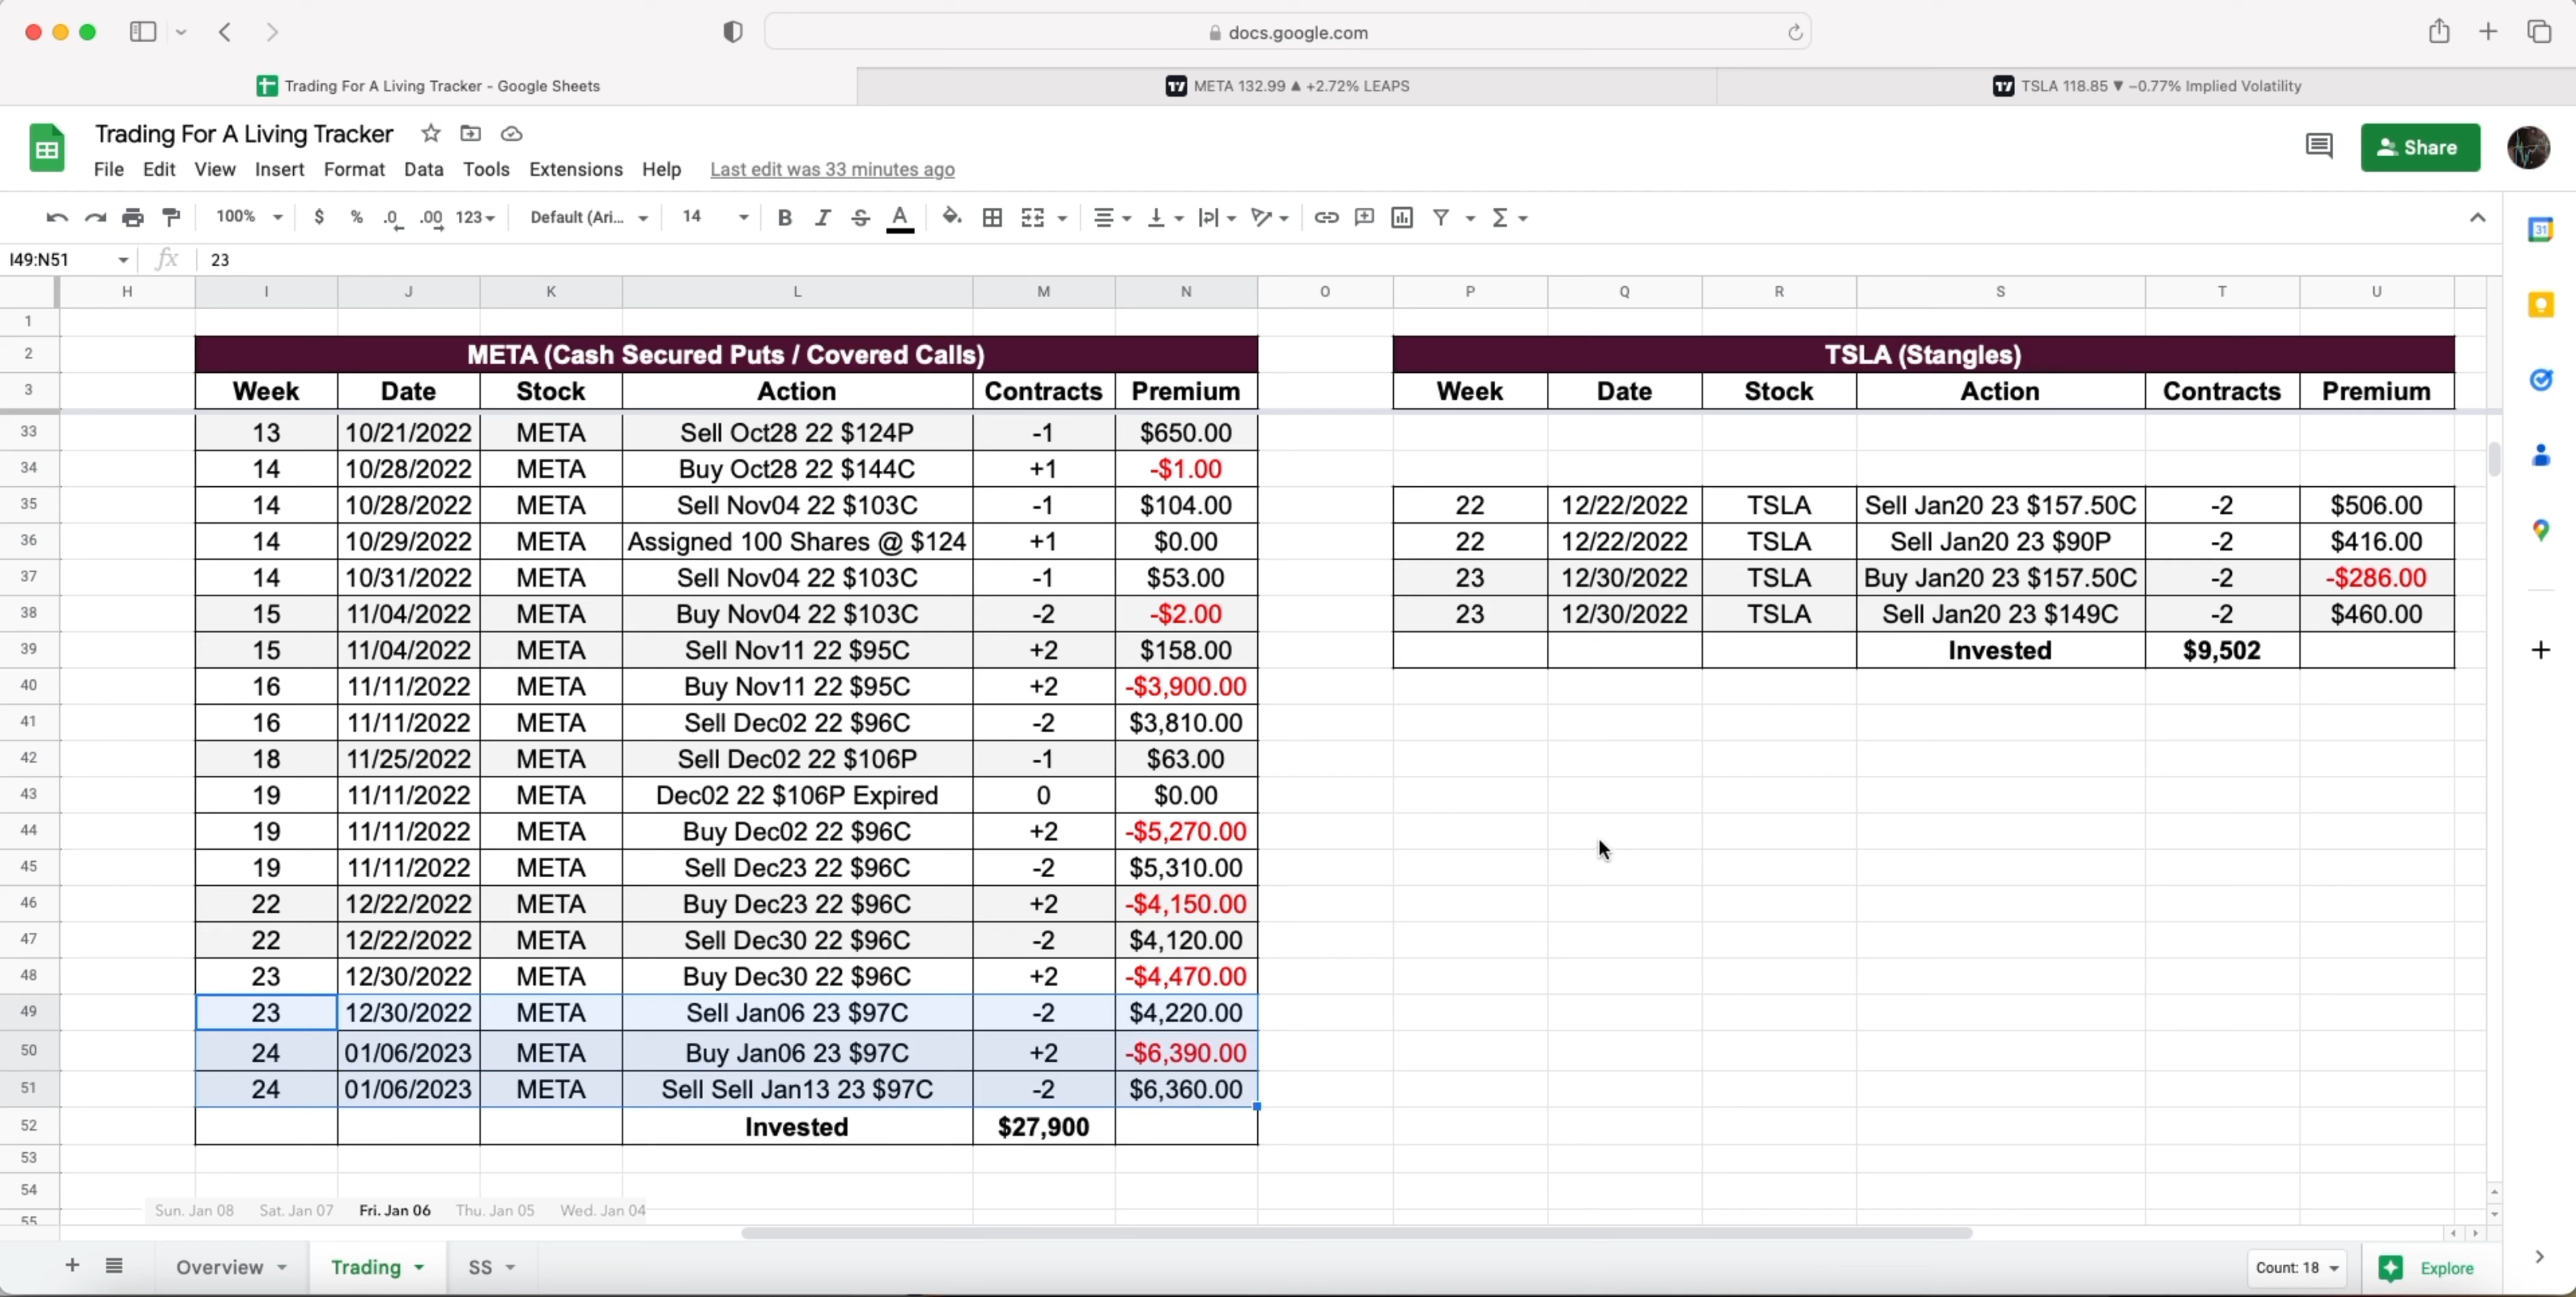 docs.google.com
Trading For A Living Tracker - Google Sheets
META 132.99 ▲ +2.72% LEAPS
TSLA 118.85 ▼ −0.77% Implied Volatility
Trading For A Living Tracker
Share
File Edit View Insert Format Data Tools Extensions Help Last edit was 33 minutes ago
100% $ % .0 .00 123 Default (Ari... 14 B I S A
31
I49:N51 fx 23
H I J K L M N O P Q R S T U
1
2 META (Cash Secured Puts / Covered Calls) TSLA (Stangles)
3 Week Date Stock Action Contracts Premium Week Date Stock Action Contracts Premium
33 13 10/21/2022 META Sell Oct28 22 $124P -1 $650.00
34 14 10/28/2022 META Buy Oct28 22 $144C +1 -$1.00
35 14 10/28/2022 META Sell Nov04 22 $103C -1 $104.00 22 12/22/2022 TSLA Sell Jan20 23 $157.50C -2 $506.00
36 14 10/29/2022 META Assigned 100 Shares @ $124 +1 $0.00 22 12/22/2022 TSLA Sell Jan20 23 $90P -2 $416.00
37 14 10/31/2022 META Sell Nov04 22 $103C -1 $53.00 23 12/30/2022 TSLA Buy Jan20 23 $157.50C -2 -$286.00
38 15 11/04/2022 META Buy Nov04 22 $103C -2 -$2.00 23 12/30/2022 TSLA Sell Jan20 23 $149C -2 $460.00
39 15 11/04/2022 META Sell Nov11 22 $95C +2 $158.00 Invested $9,502
40 16 11/11/2022 META Buy Nov11 22 $95C +2 -$3,900.00
41 16 11/11/2022 META Sell Dec02 22 $96C -2 $3,810.00
42 18 11/25/2022 META Sell Dec02 22 $106P -1 $63.00
43 19 11/11/2022 META Dec02 22 $106P Expired 0 $0.00
44 19 11/11/2022 META Buy Dec02 22 $96C +2 -$5,270.00
45 19 11/11/2022 META Sell Dec23 22 $96C -2 $5,310.00
46 22 12/22/2022 META Buy Dec23 22 $96C +2 -$4,150.00
47 22 12/22/2022 META Sell Dec30 22 $96C -2 $4,120.00
48 23 12/30/2022 META Buy Dec30 22 $96C +2 -$4,470.00
49 23 12/30/2022 META Sell Jan06 23 $97C -2 $4,220.00
50 24 01/06/2023 META Buy Jan06 23 $97C +2 -$6,390.00
51 24 01/06/2023 META Sell Sell Jan13 23 $97C -2 $6,360.00
52 Invested $27,900
53
54
55 Sun. Jan 08 Sat. Jan 07 Fri. Jan 06 Thu. Jan 05 Wed. Jan 04
Overview Trading SS Count: 18 Explore